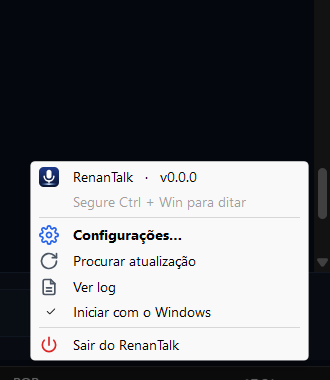 RenanTalk · v0.0.0
Segure Ctrl + Win para ditar
Configurações...
Procurar atualização
Ver log
Iniciar com o Windows
Sair do RenanTalk